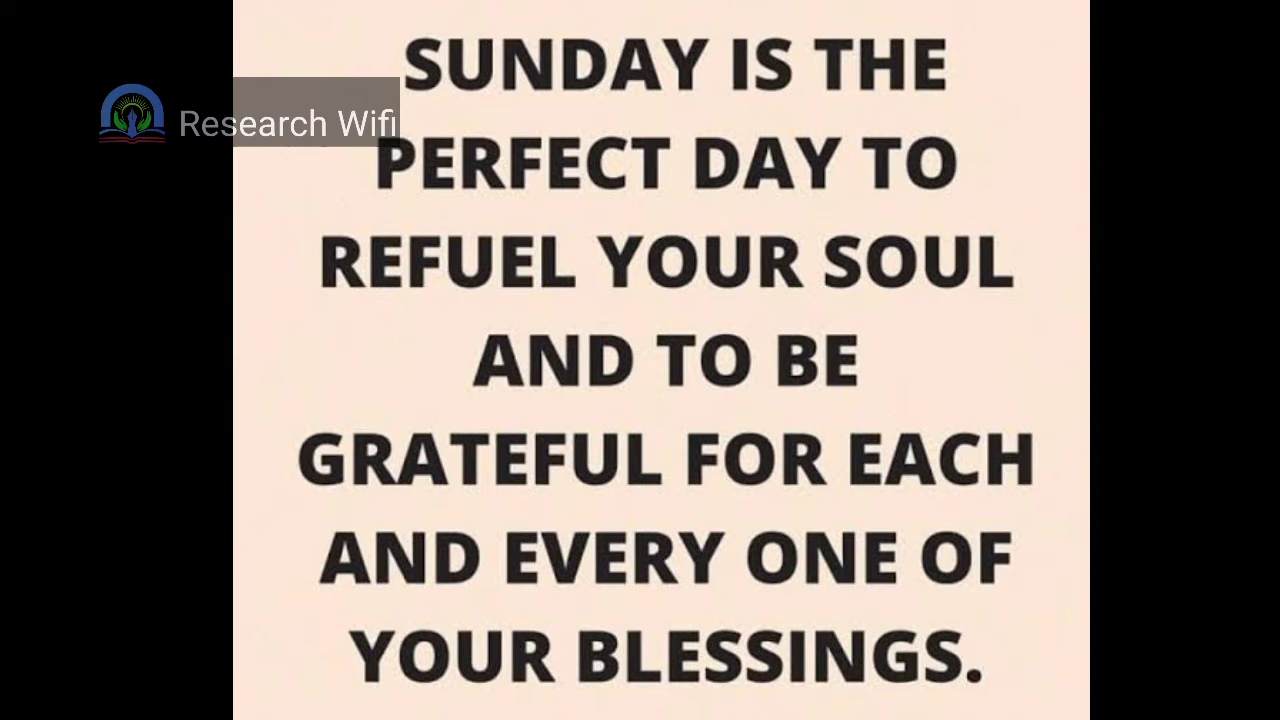 SUNDAY IS THE
Research Wifi
PERFECT DAY TO
REFUEL YOUR SOUL
AND TO BE
GRATEFUL FOR EACH
AND EVERY ONE OF
YOUR BLESSINGS.